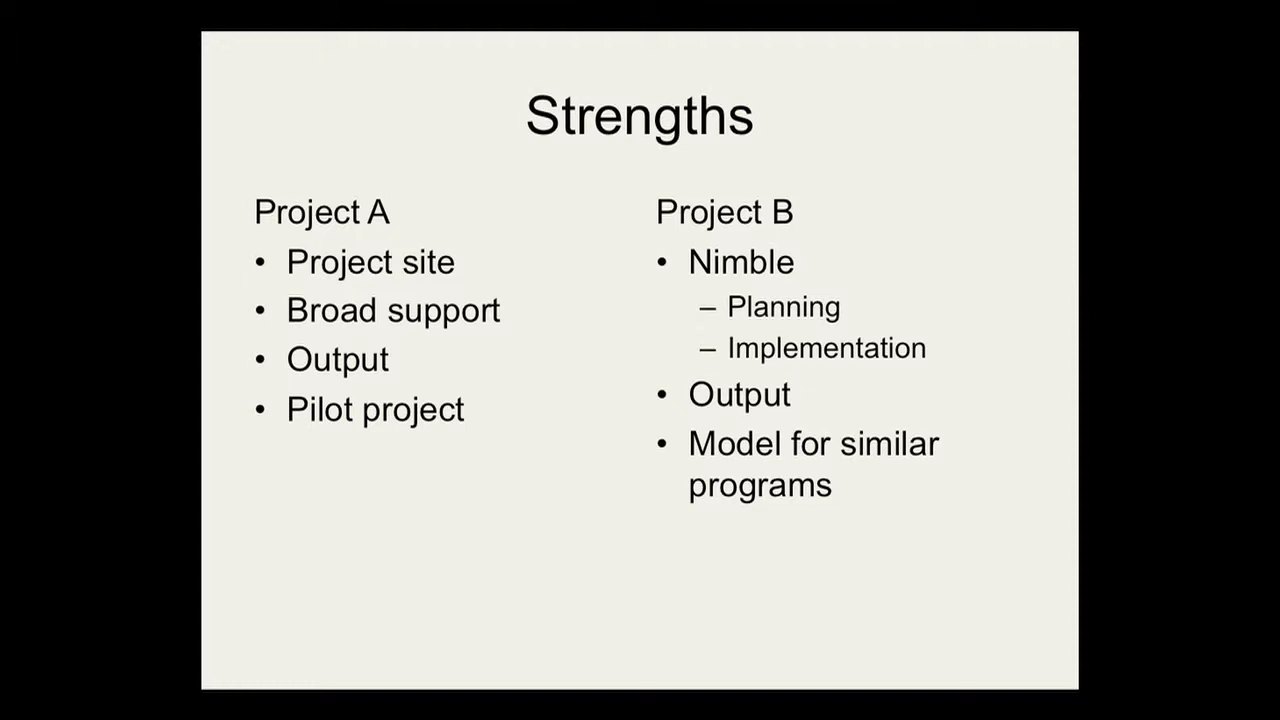 Strengths
Project A
• Project site
• Broad support
• Output
• Pilot project
Project B
• Nimble
– Planning
– Implementation
• Output
• Model for similar
programs